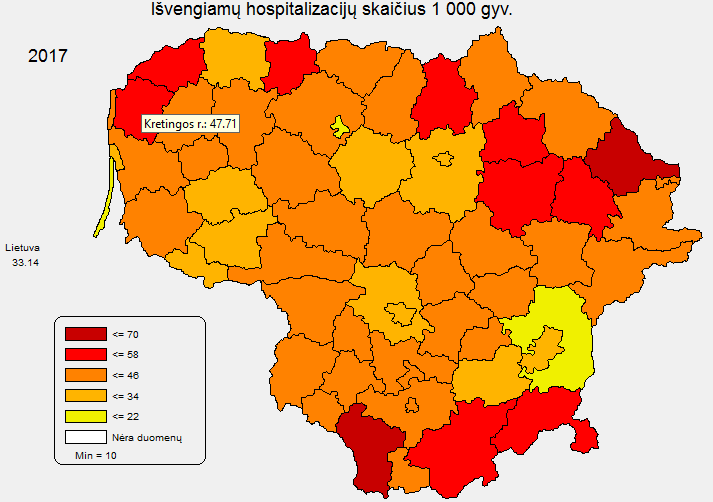 Išvengiamų hospitalizacijų skaičius 1 000 gyv.
2017
Kretingos r.: 47.71
Lietuva
33.14
<= 70
<= 58
<= 46
<= 34
<= 22
Nėra duomenų
Min = 10